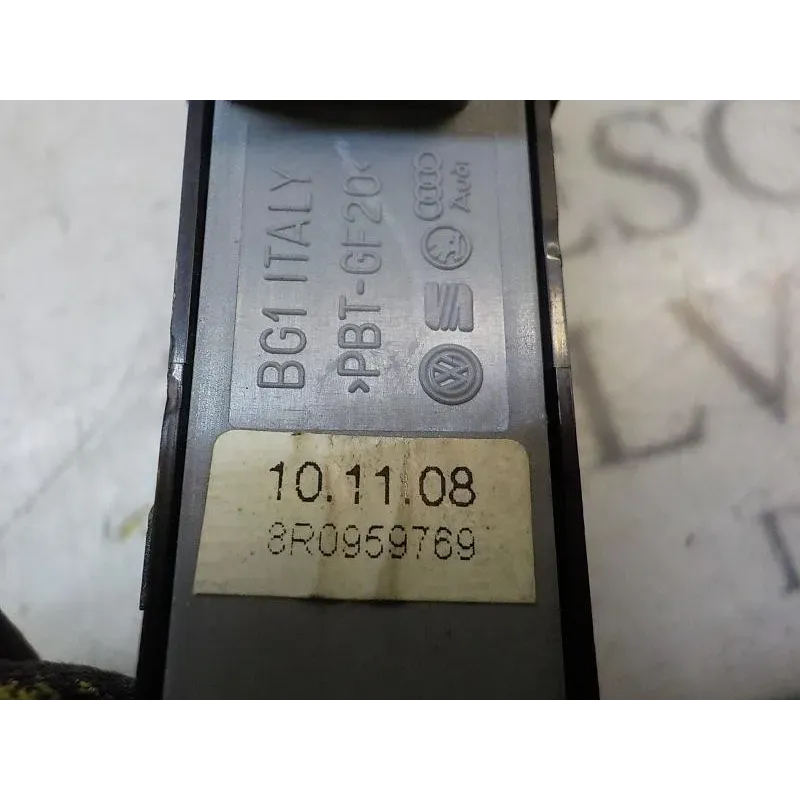 BG1 ITALY
>PBT-GF20<
Audi
10.11.08
8R0959769